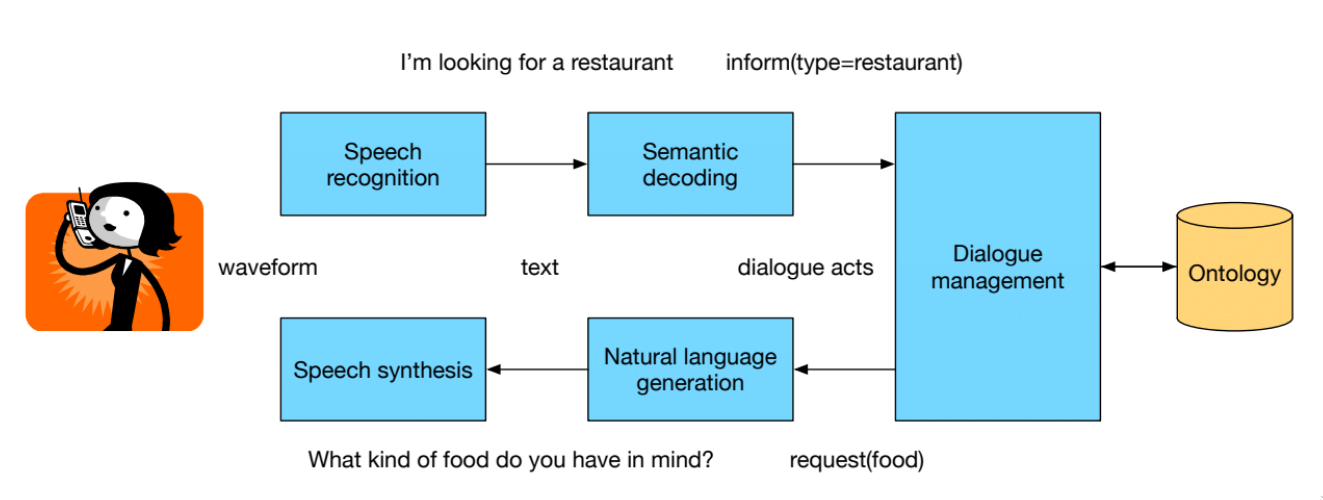 I’m looking for a restaurant
inform(type=restaurant)
Speech
recognition
Semantic
decoding
Dialogue
management
Ontology
waveform
text
dialogue acts
Speech synthesis
Natural language
generation
What kind of food do you have in mind?
request(food)